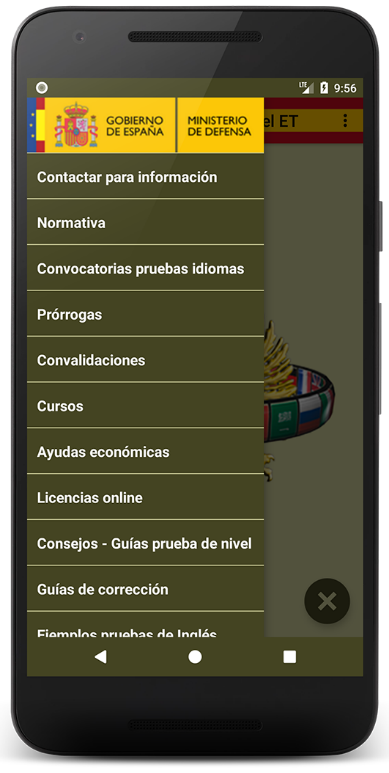 LTE 9:56
GOBIERNO
DE ESPAÑA
MINISTERIO
DE DEFENSA
el ET
Contactar para información
Normativa
Convocatorias pruebas idiomas
Prórrogas
Convalidaciones
Cursos
Ayudas económicas
Licencias online
Consejos - Guías prueba de nivel
Guías de corrección
Ejemplos pruebas de Inglés